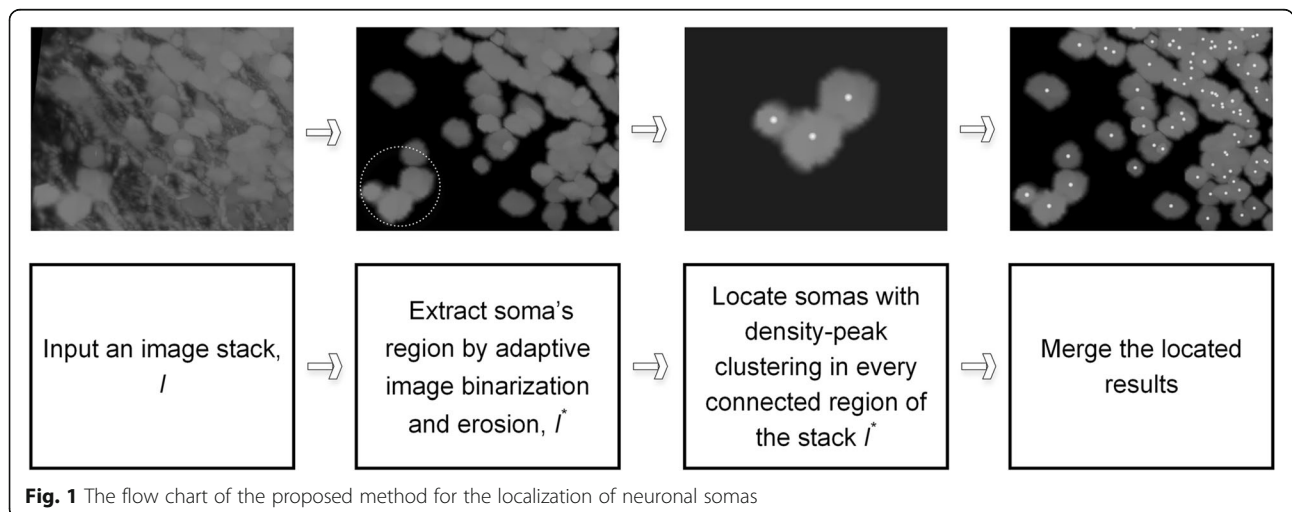 Input an image stack,
I
Extract soma's
region by adaptive
image binarization
and erosion, I*
Locate somas with
density-peak
clustering in every
connected region of
the stack I*
Merge the located
results
Fig. 1 The flow chart of the proposed method for the localization of neuronal somas